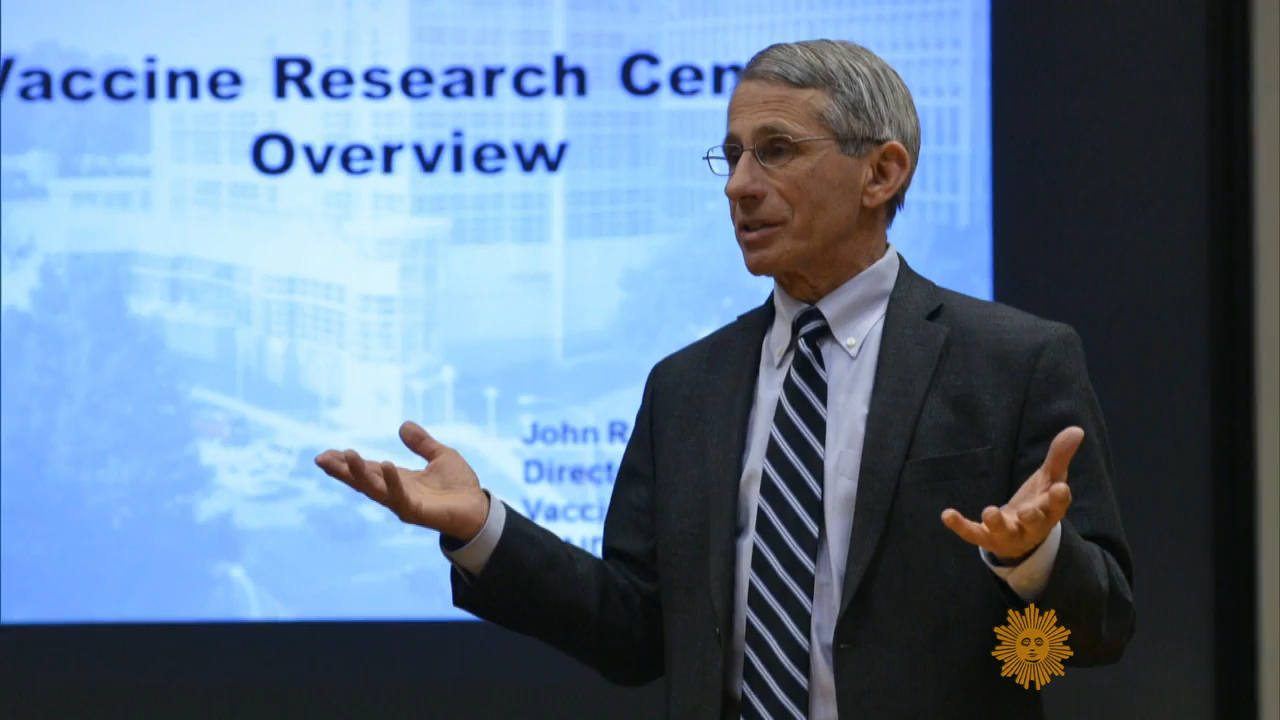 Vaccine Research Cen
Overview
John R
Direct
Vacci